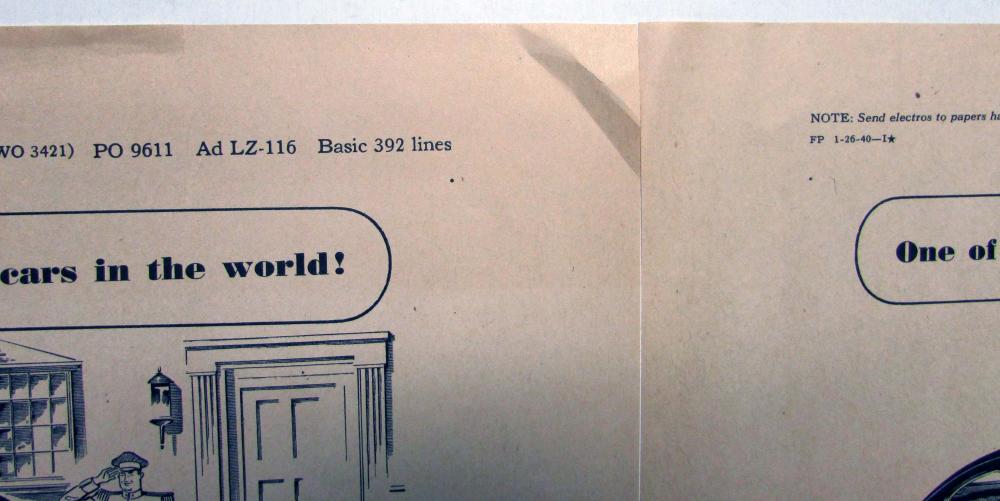 WO 3421) PO 9611 Ad LZ-116 Basic 392 lines
cars in the world!
NOTE: Send electros to papers
FP 1-26-40—I★
One of